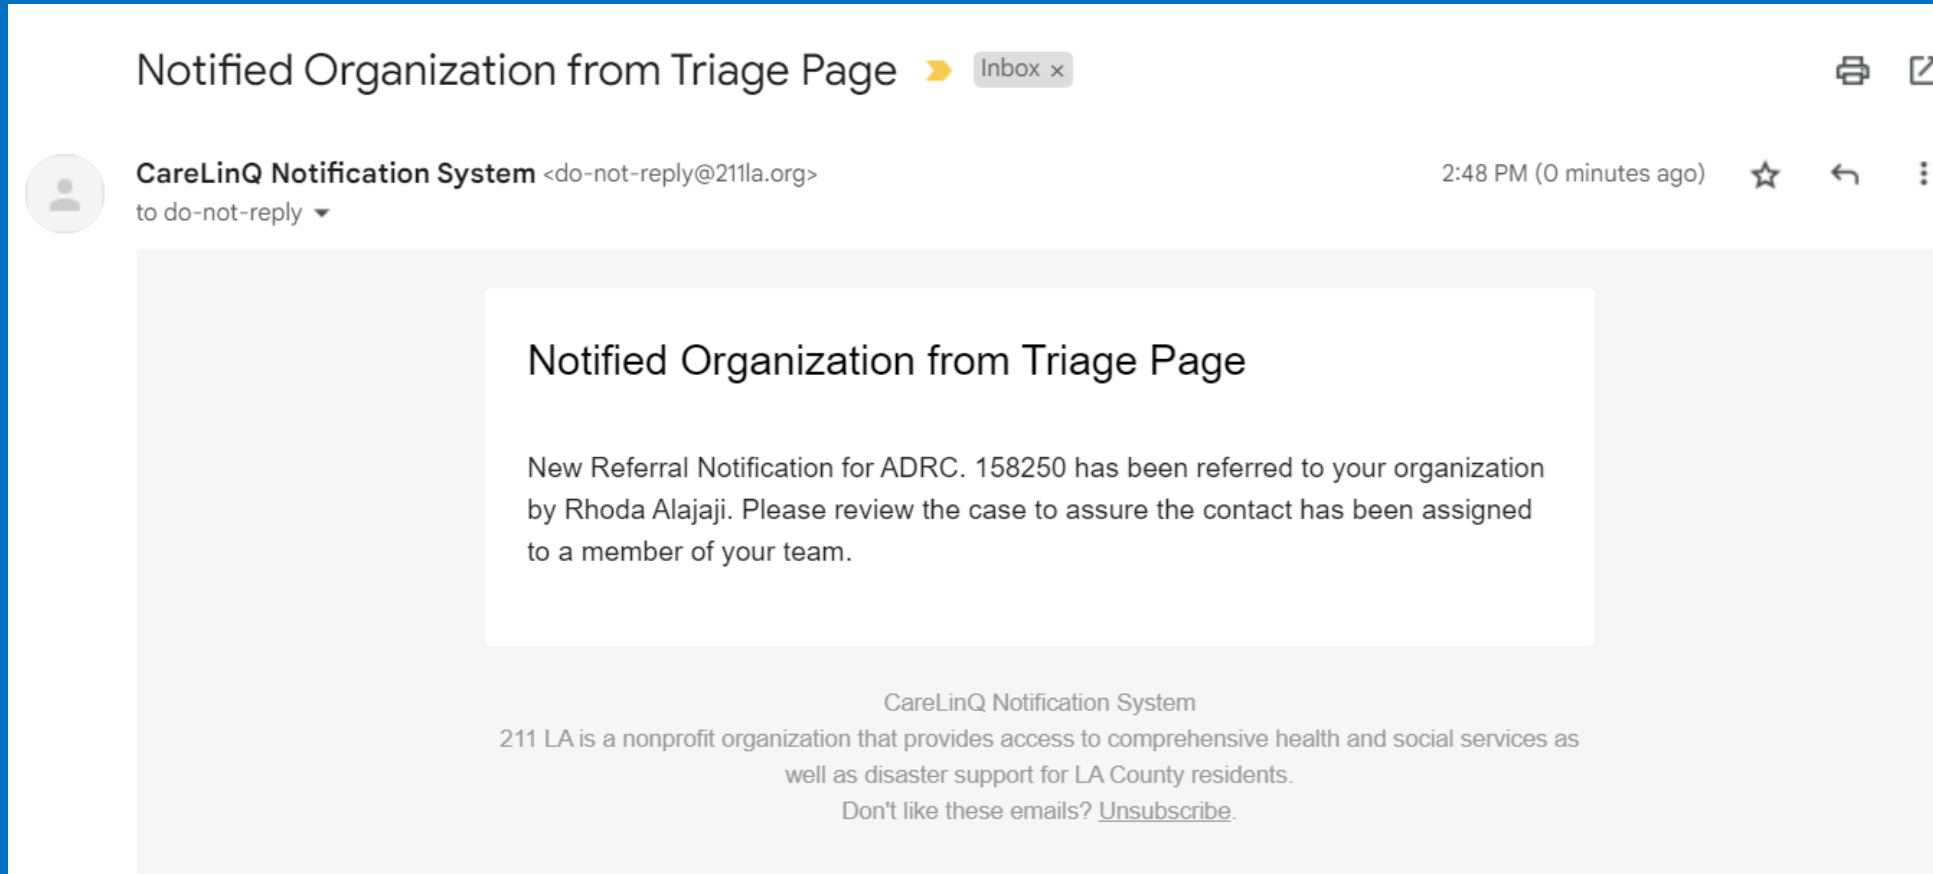 Notified Organization from Triage Page Inbox ×
CareLinQ Notification System <do-not-reply@211la.org> 2:48 PM (0 minutes ago)
to do-not-reply
Notified Organization from Triage Page
New Referral Notification for ADRC. 158250 has been referred to your organization
by Rhoda Alajaji. Please review the case to assure the contact has been assigned
to a member of your team.
CareLinQ Notification System
211 LA is a nonprofit organization that provides access to comprehensive health and social services as
well as disaster support for LA County residents.
Don't like these emails? Unsubscribe.